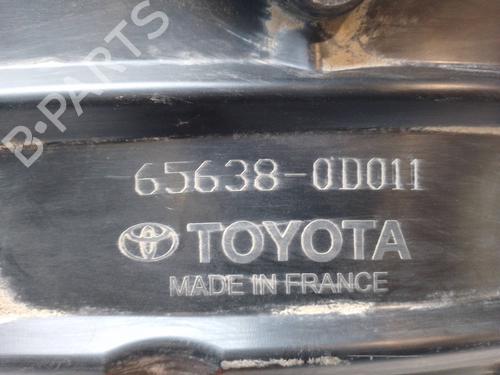 B-PARTS
65638-0D011
TOYOTA
MADE IN FRANCE